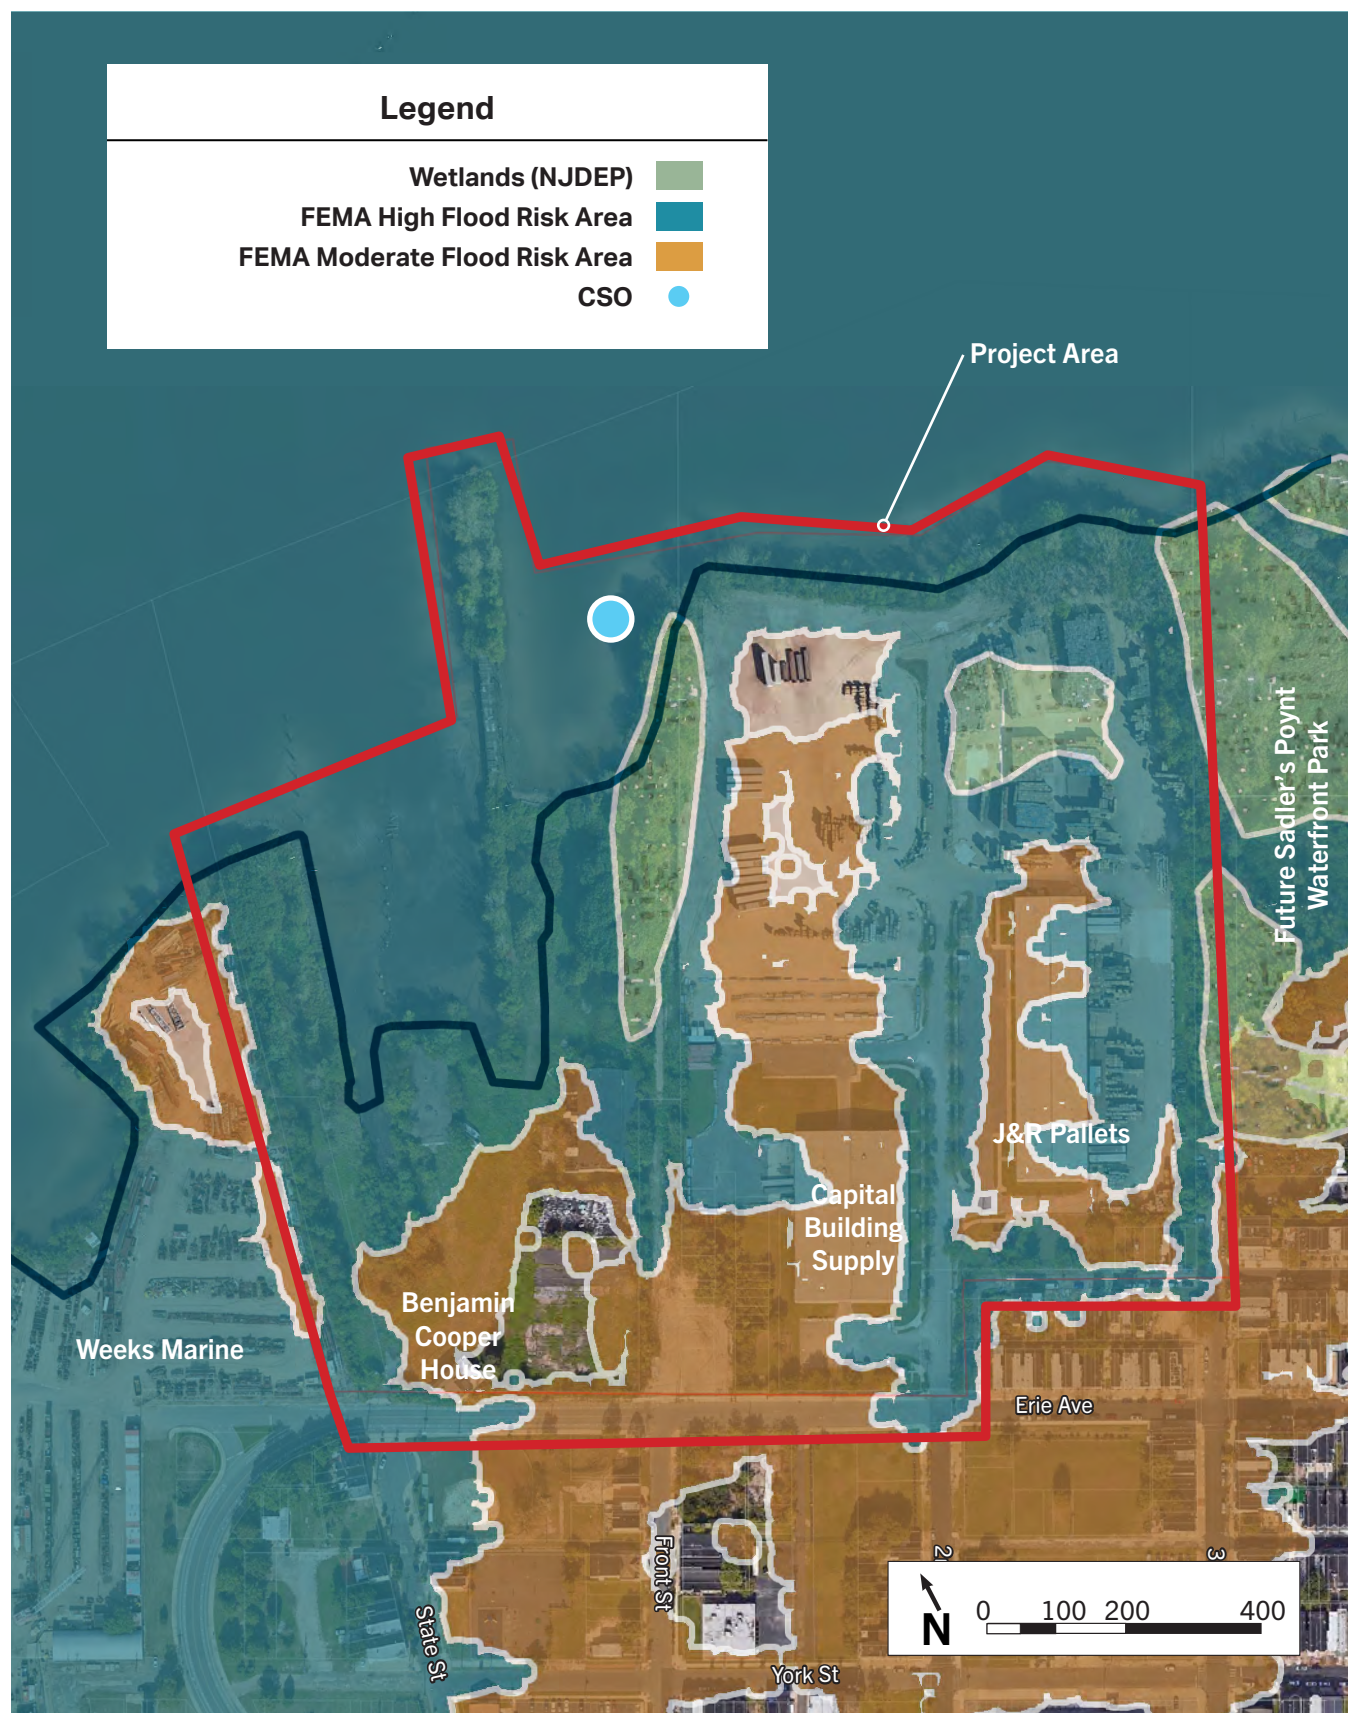 Legend
Wetlands (NJDEP)
FEMA High Flood Risk Area
FEMA Moderate Flood Risk Area
CSO
Project Area
Future Sadler's Poynt
Waterfront Park
J&R Pallets
Capital
Building
Supply
Benjamin
Cooper
House
Weeks Marine
Erie Ave
Front St
State St
York St
3
N
0 100 200 400